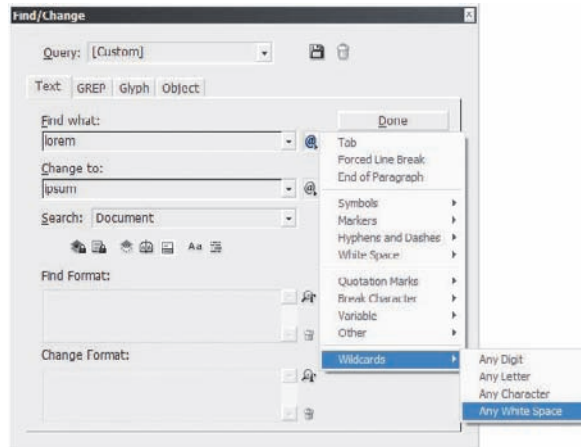 Find/Change
Query: [Custom]
Text GREP Glyph Object
Find what:
lorem
Done
Change to:
ipsum
Search: Document
Aa
Find Format:
Change Format:
Tab
Forced Line Break
End of Paragraph
Symbols
Markers
Hyphens and Dashes
White Space
Quotation Marks
Break Character
Variable
Other
Wildcards
Any Digit
Any Letter
Any Character
Any White Space